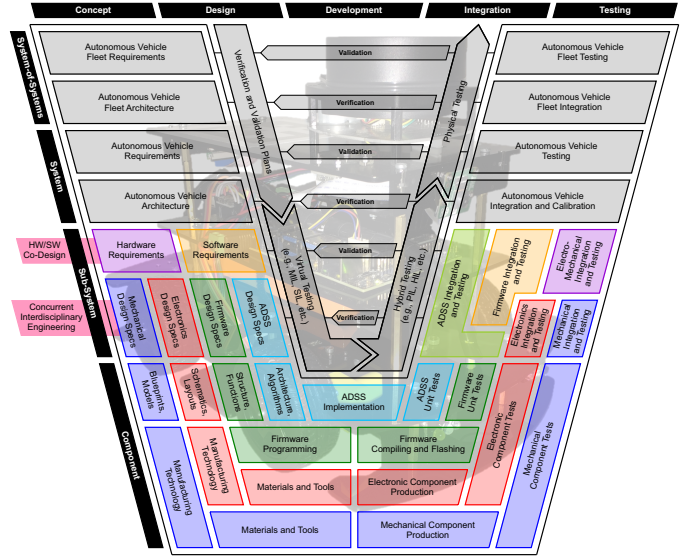 Concept
Design
Development
Integration
Testing
System-of-Systems
System
Sub-System
Component
Autonomous Vehicle
Fleet Requirements
Autonomous Vehicle
Fleet Architecture
Autonomous Vehicle
Requirements
Autonomous Vehicle
Architecture
Verification and Validation Plans
Validation
Verification
Validation
Verification
Validation
Verification
Physical Testing
Autonomous Vehicle
Fleet Testing
Autonomous Vehicle
Fleet Integration
Autonomous Vehicle
Testing
Autonomous Vehicle
Integration and Calibration
HW/SW
Co-Design
Hardware
Requirements
Software
Requirements
Virtual Testing
(e.g., MIL, SIL, etc.)
Hybrid Testing
(e.g., PIL, HIL, etc.)
ADSS Integration
and Testing
Firmware Integration
and Testing
Electro-
Mechanical
Integration
and Testing
Concurrent
Interdisciplinary
Engineering
Mechanical
Design Specs
Electronics
Design Specs
Firmware
Design Specs
ADSS
Design Specs
Electronics
Integration
and Testing
Mechanical
Integration
and Testing
Blueprints,
Models
Schematics,
Layouts
Structure,
Functions
Architecture,
Algorithms
ADSS
Implementation
ADSS
Unit Tests
Firmware
Unit Tests
Electronic
Component Tests
Mechanical
Component Tests
Manufacturing
Technology
Manufacturing
Technology
Firmware
Programming
Firmware
Compiling and Flashing
Materials and Tools
Electronic Component
Production
Materials and Tools
Mechanical Component
Production